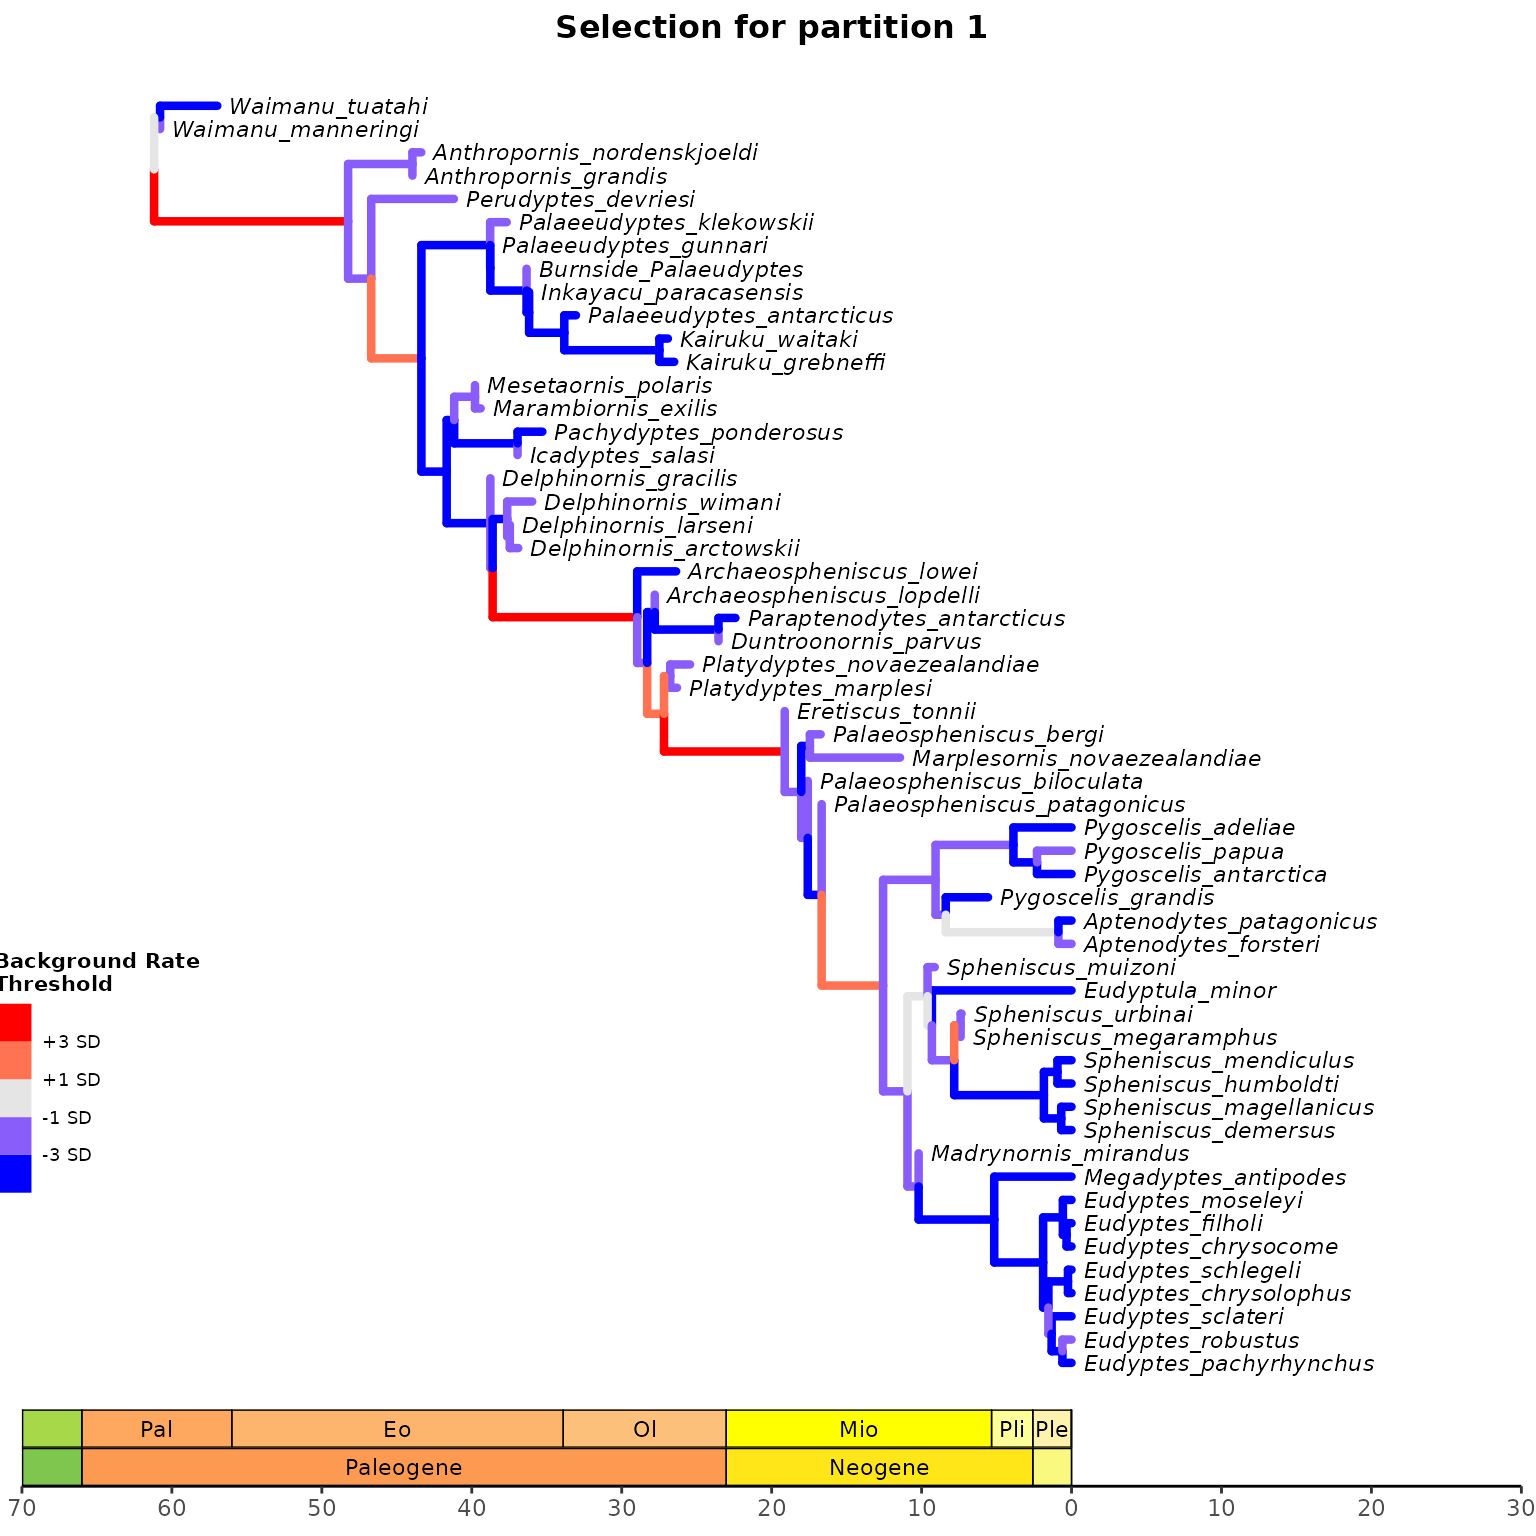 Selection for partition 1
Waimanu_tuatahi
Waimanu_manneringi
Anthropornis_nordenskjoeldi
Anthropornis_grandis
Perudyptes_devriesi
Palaeeudyptes_klekowskii
Palaeeudyptes_gunnari
Burnside_Palaeudyptes
Inkayacu_paracasensis
Palaeeudyptes_antarcticus
Kairuku_waitaki
Kairuku_grebneffi
Mesetaornis_polaris
Marambiornis_exilis
Pachydyptes_ponderosus
Icadyptes_salasi
Delphinornis_gracilis
Delphinornis_wimani
Delphinornis_larseni
Delphinornis_arctowskii
Archaeospheniscus_lowei
Archaeospheniscus_lopdelli
Paraptenodytes_antarcticus
Duntroonornis_parvus
Platydyptes_novaezealandiae
Platydyptes_marplesi
Eretiscus_tonnii
Palaeospheniscus_bergi
Marplesornis_novaezealandiae
Palaeospheniscus_biloculata
Palaeospheniscus_patagonicus
Pygoscelis_adeliae
Pygoscelis_papua
Pygoscelis_antarctica
Pygoscelis_grandis
Aptenodytes_patagonicus
Aptenodytes_forsteri
Spheniscus_muizoni
Eudyptula_minor
Spheniscus_urbinai
Spheniscus_megaramphus
Spheniscus_mendiculus
Spheniscus_humboldti
Spheniscus_magellanicus
Spheniscus_demersus
Madrynornis_mirandus
Megadyptes_antipodes
Eudyptes_moseleyi
Eudyptes_filholi
Eudyptes_chrysocome
Eudyptes_schlegeli
Eudyptes_chrysolophus
Eudyptes_sclateri
Eudyptes_robustus
Eudyptes_pachyrhynchus
Background Rate
Threshold
+3 SD
+1 SD
-1 SD
-3 SD
Pal Eo Ol Mio Pli Ple
Paleogene Neogene
70 60 50 40 30 20 10 0 10 20 30